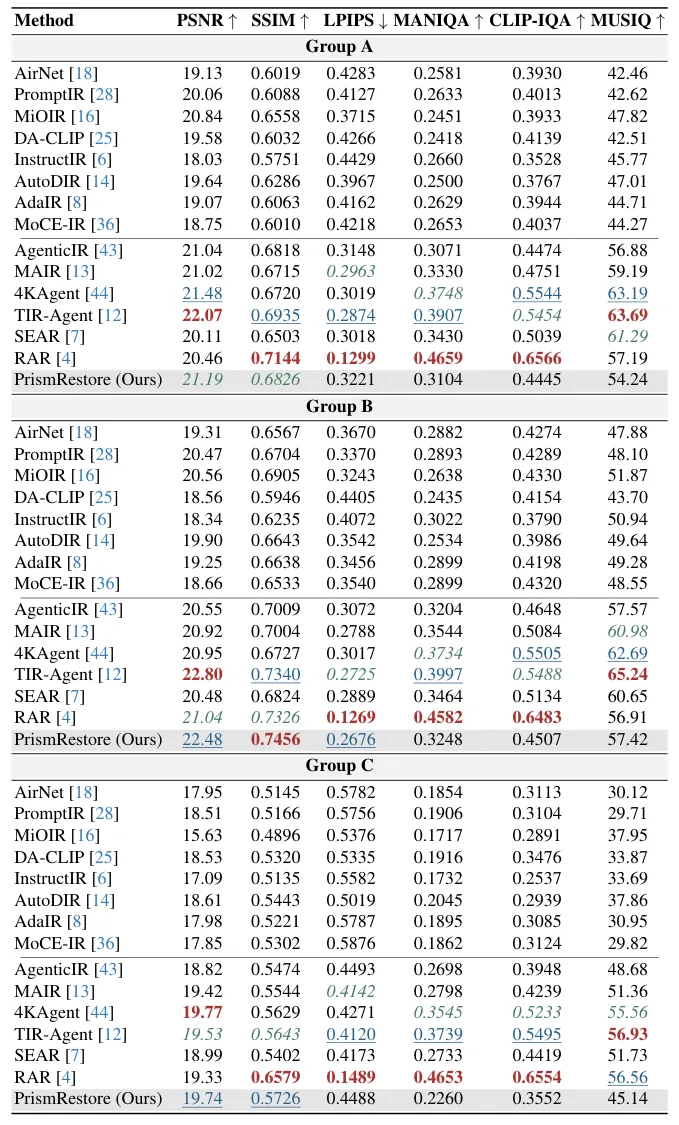 Method PSNR ↑ SSIM ↑ LPIPS ↓ MANIQA ↑ CLIP-IQA ↑ MUSIQ ↑
Group A
AirNet [18] 19.13 0.6019 0.4283 0.2581 0.3930 42.46
PromptIR [28] 20.06 0.6088 0.4127 0.2633 0.4013 42.62
MiOIR [16] 20.84 0.6558 0.3715 0.2451 0.3933 47.82
DA-CLIP [25] 19.58 0.6032 0.4266 0.2418 0.4139 42.51
InstructIR [6] 18.03 0.5751 0.4429 0.2660 0.3528 45.77
AutoDIR [14] 19.64 0.6286 0.3967 0.2500 0.3767 47.01
AdaIR [8] 19.07 0.6063 0.4162 0.2629 0.3944 44.71
MoCE-IR [36] 18.75 0.6010 0.4218 0.2653 0.4037 44.27
AgenticIR [43] 21.04 0.6818 0.3148 0.3071 0.4474 56.88
MAIR [13] 21.02 0.6715 0.2963 0.3330 0.4751 59.19
4KAgent [44] 21.48 0.6720 0.3019 0.3748 0.5544 63.19
TIR-Agent [12] 22.07 0.6935 0.2874 0.3907 0.5454 63.69
SEAR [7] 20.11 0.6503 0.3018 0.3430 0.5039 61.29
RAR [4] 20.46 0.7144 0.1299 0.4659 0.6566 57.19
PrismRestore (Ours) 21.19 0.6826 0.3221 0.3104 0.4445 54.24
Group B
AirNet [18] 19.31 0.6567 0.3670 0.2882 0.4274 47.88
PromptIR [28] 20.47 0.6704 0.3370 0.2893 0.4289 48.10
MiOIR [16] 20.56 0.6905 0.3243 0.2638 0.4330 51.87
DA-CLIP [25] 18.56 0.5946 0.4405 0.2435 0.4154 43.70
InstructIR [6] 18.34 0.6235 0.4072 0.3022 0.3790 50.94
AutoDIR [14] 19.90 0.6643 0.3542 0.2534 0.3986 49.64
AdaIR [8] 19.25 0.6638 0.3456 0.2899 0.4198 49.28
MoCE-IR [36] 18.66 0.6533 0.3540 0.2899 0.4320 48.55
AgenticIR [43] 20.55 0.7009 0.3072 0.3204 0.4648 57.57
MAIR [13] 20.92 0.7004 0.2788 0.3544 0.5084 60.98
4KAgent [44] 20.95 0.6727 0.3017 0.3734 0.5505 62.69
TIR-Agent [12] 22.80 0.7340 0.2725 0.3997 0.5488 65.24
SEAR [7] 20.48 0.6824 0.2889 0.3464 0.5134 60.65
RAR [4] 21.04 0.7326 0.1269 0.4582 0.6483 56.91
PrismRestore (Ours) 22.48 0.7456 0.2676 0.3248 0.4507 57.42
Group C
AirNet [18] 17.95 0.5145 0.5782 0.1854 0.3113 30.12
PromptIR [28] 18.51 0.5166 0.5756 0.1906 0.3104 29.71
MiOIR [16] 15.63 0.4896 0.5376 0.1717 0.2891 37.95
DA-CLIP [25] 18.53 0.5320 0.5335 0.1916 0.3476 33.87
InstructIR [6] 17.09 0.5135 0.5582 0.1732 0.2537 33.69
AutoDIR [14] 18.61 0.5443 0.5019 0.2045 0.2939 37.86
AdaIR [8] 17.98 0.5221 0.5787 0.1895 0.3085 30.95
MoCE-IR [36] 17.85 0.5302 0.5876 0.1862 0.3124 29.82
AgenticIR [43] 18.82 0.5474 0.4493 0.2698 0.3948 48.68
MAIR [13] 19.42 0.5544 0.4142 0.2798 0.4239 51.36
4KAgent [44] 19.77 0.5629 0.4271 0.3545 0.5233 55.56
TIR-Agent [12] 19.53 0.5643 0.4120 0.3739 0.5495 56.93
SEAR [7] 18.99 0.5402 0.4173 0.2733 0.4419 51.73
RAR [4] 19.33 0.6579 0.1489 0.4653 0.6554 56.56
PrismRestore (Ours) 19.74 0.5726 0.4488 0.2260 0.3552 45.14